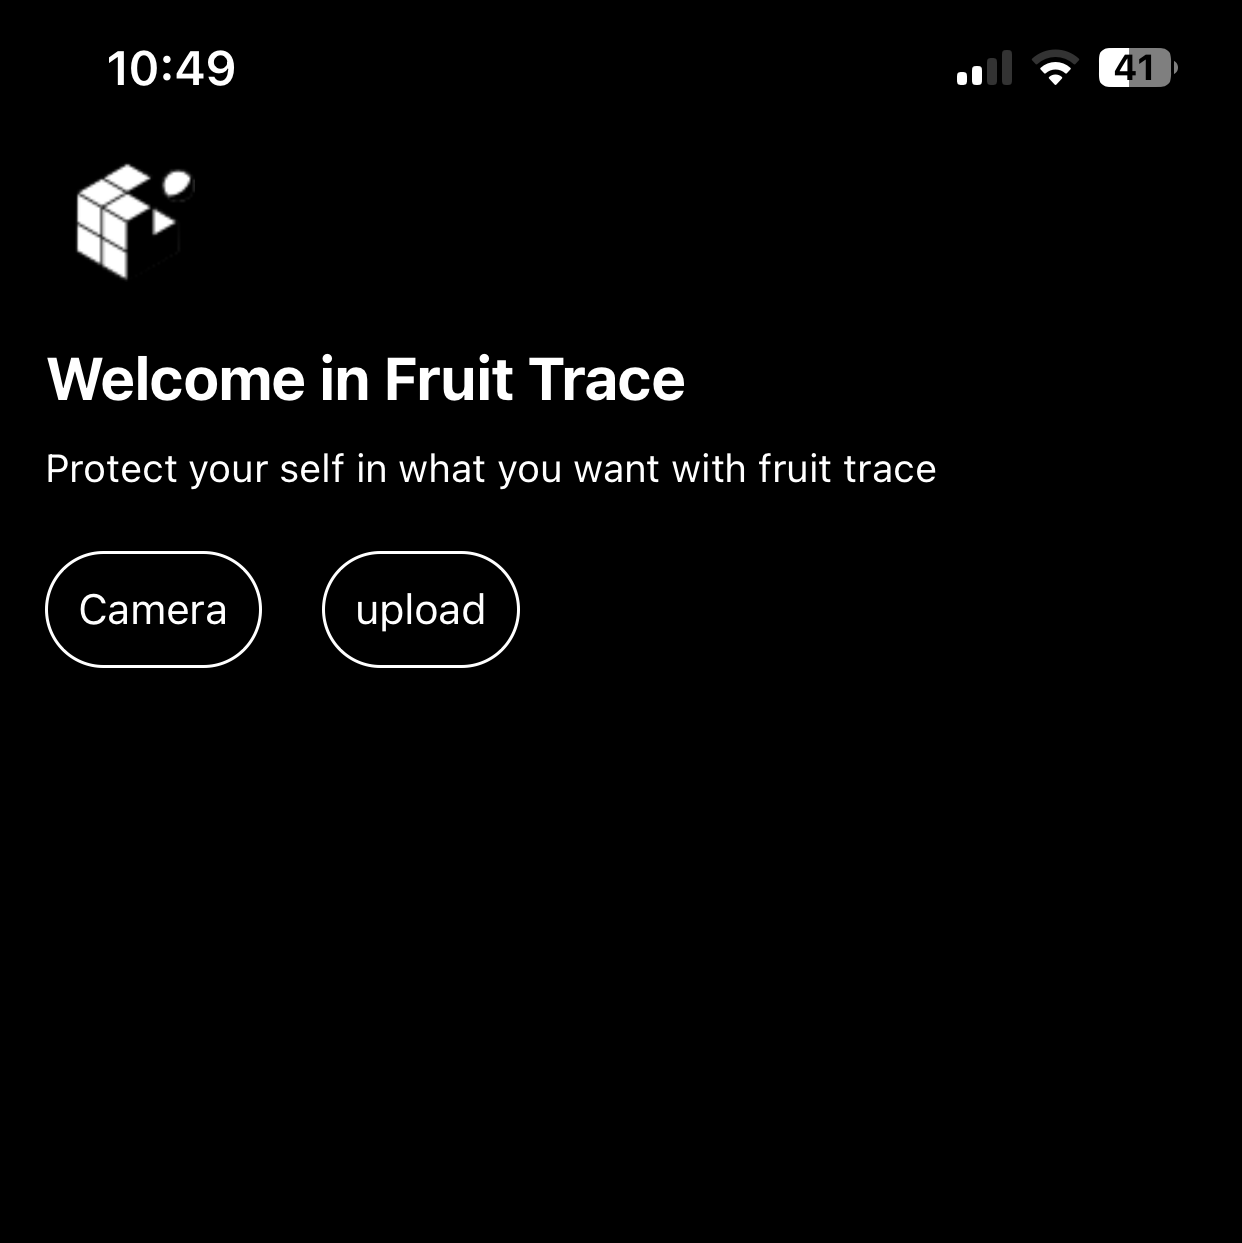 10:49
41
Welcome in Fruit Trace
Protect your self in what you want with fruit trace
Camera
upload